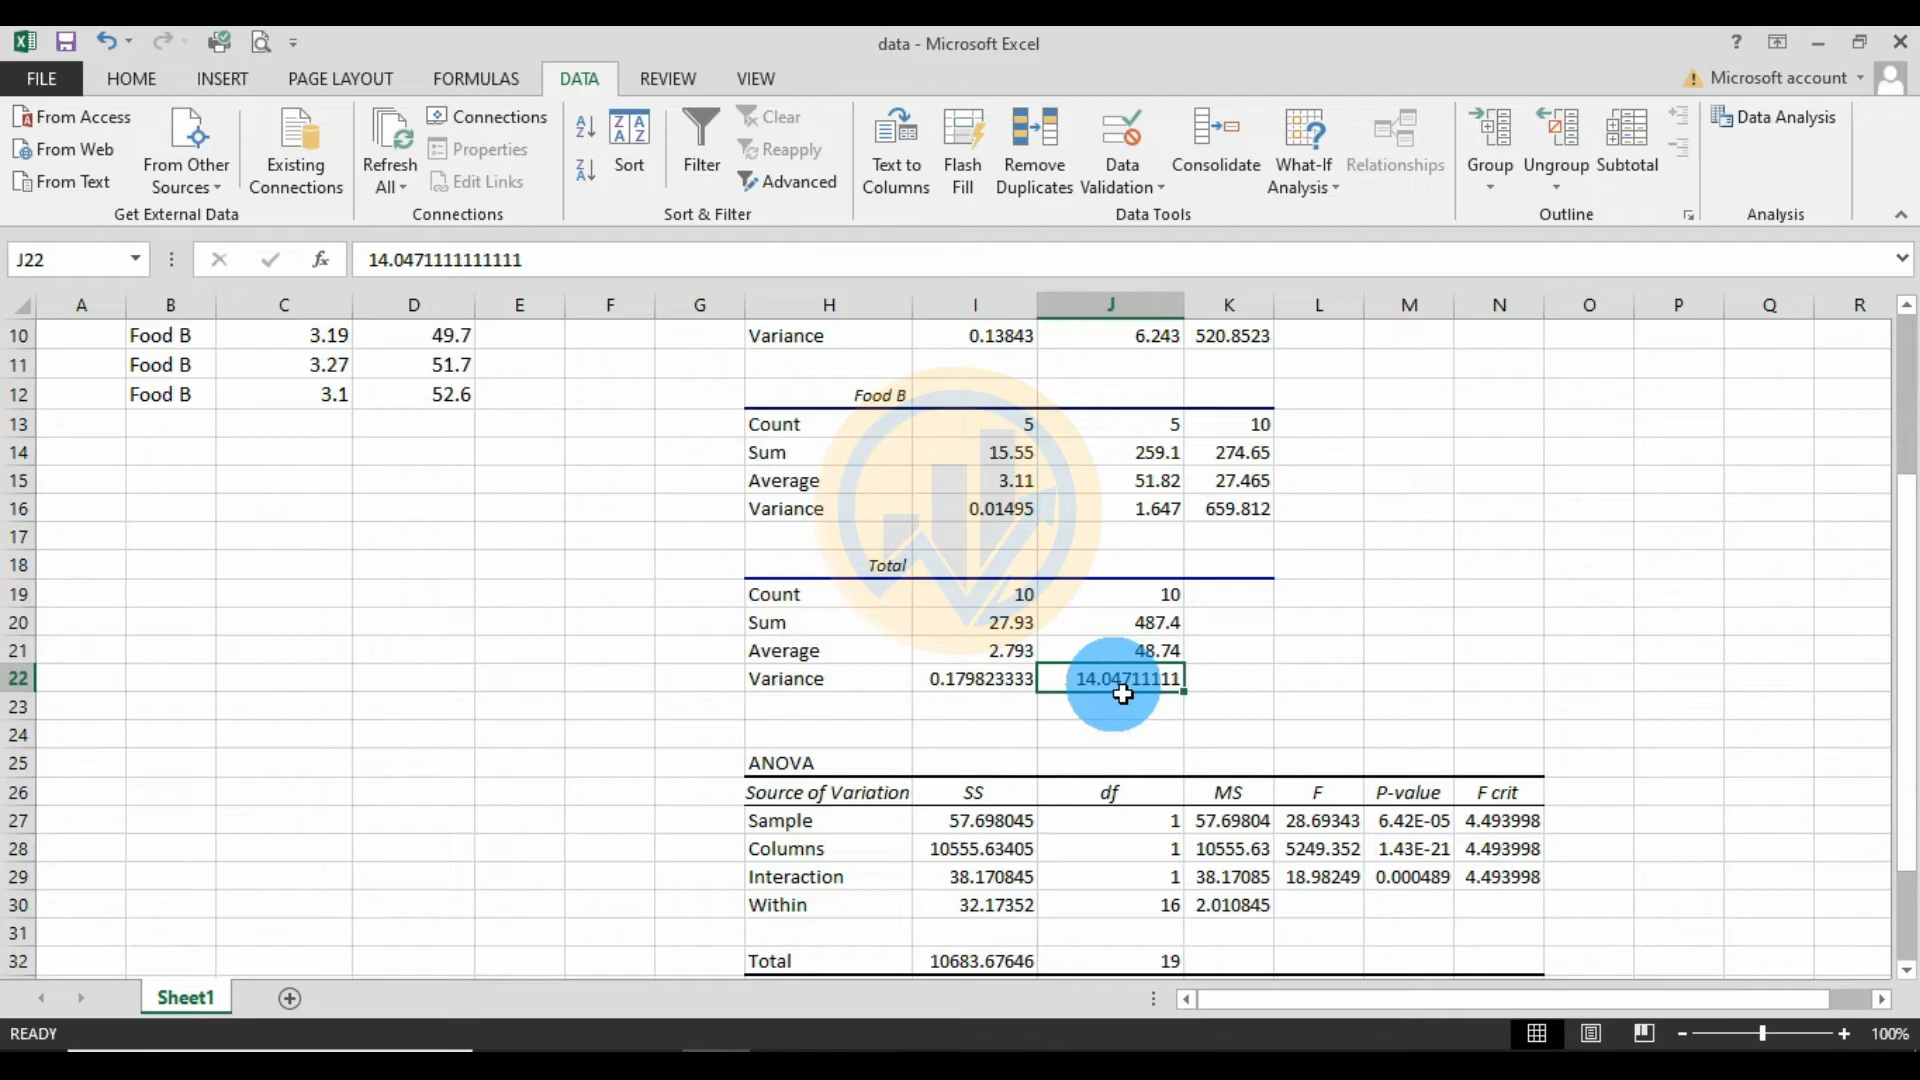 data - Microsoft Excel
?
FILE HOME INSERT PAGE LAYOUT FORMULAS DATA REVIEW VIEW Microsoft account
From Access
From Web
From Text
From Other Sources
Existing Connections
Get External Data
Refresh All
Connections
Properties
Edit Links
Connections
Sort
Filter
Clear
Reapply
Advanced
Sort & Filter
Text to Columns
Flash Fill
Remove Duplicates
Data Validation
Consolidate
What-If Analysis
Relationships
Data Tools
Group
Ungroup
Subtotal
Outline
Data Analysis
Analysis
J22 fx 14.0471111111111
A B C D E F G H I J K L M N O P Q R
10 Food B 3.19 49.7 Variance 0.13843 6.243 520.8523
11 Food B 3.27 51.7
12 Food B 3.1 52.6 Food B
13 Count 5 5 10
14 Sum 15.55 259.1 274.65
15 Average 3.11 51.82 27.465
16 Variance 0.01495 1.647 659.812
17
18 Total
19 Count 10 10
20 Sum 27.93 487.4
21 Average 2.793 48.74
22 Variance 0.179823333 14.04711111
23
24
25 ANOVA
26 Source of Variation SS df MS F P-value F crit
27 Sample 57.698045 1 57.69804 28.69343 6.42E-05 4.493998
28 Columns 10555.63405 1 10555.63 5249.352 1.43E-21 4.493998
29 Interaction 38.170845 1 38.17085 18.98249 0.000489 4.493998
30 Within 32.17352 16 2.010845
31
32 Total 10683.67646 19
Sheet1
READY 100%